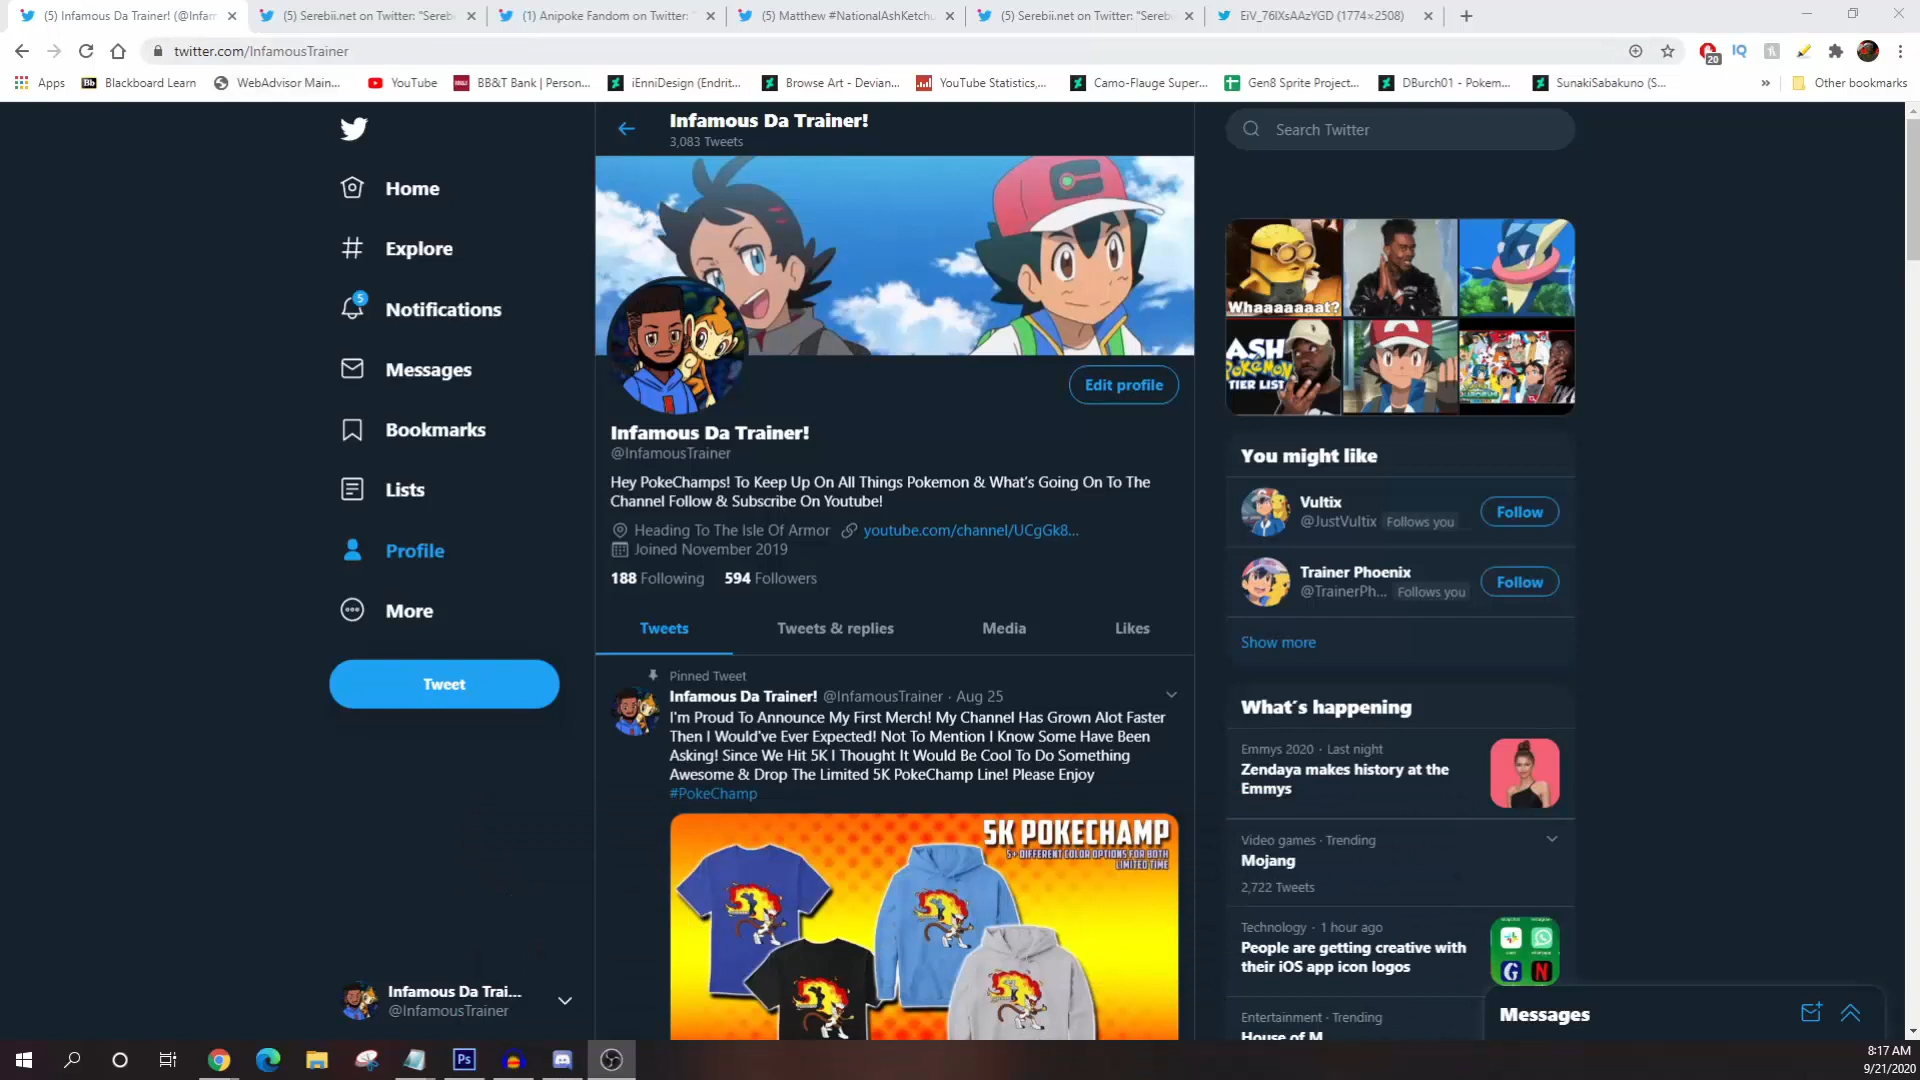 (5) Infamous Da Trainer! (@Infam
(5) Serebii.net on Twitter: "Sereb
(1) Anipoke Fandom on Twitter: "
(5) Matthew #NationalAshKetchu
(5) Serebii.net on Twitter: "Sereb
EiV_76lXsAAzYGD (1774×2508)
twitter.com/InfamousTrainer
20
Apps
Blackboard Learn
WebAdvisor Main...
YouTube
BB&T Bank | Person...
iEnniDesign (Endrit...
Browse Art - Devian...
YouTube Statistics,...
Camo-Flauge Super...
Gen8 Sprite Project...
DBurch01 - Pokem...
SunakiSabakuno (S...
»
Other bookmarks
Home
Explore
5
Notifications
Messages
Bookmarks
Lists
Profile
More
Tweet
Infamous Da Trai...
@InfamousTrainer
Infamous Da Trainer!
3,083 Tweets
Edit profile
Infamous Da Trainer!
@InfamousTrainer
Hey PokeChamps! To Keep Up On All Things Pokemon & What's Going On To The
Channel Follow & Subscribe On Youtube!
Heading To The Isle Of Armor youtube.com/channel/UCgGk8...
Joined November 2019
188 Following 594 Followers
Tweets Tweets & replies Media Likes
Pinned Tweet
Infamous Da Trainer! @InfamousTrainer · Aug 25
I'm Proud To Announce My First Merch! My Channel Has Grown Alot Faster
Then I Would've Ever Expected! Not To Mention I Know Some Have Been
Asking! Since We Hit 5K I Thought It Would Be Cool To Do Something
Awesome & Drop The Limited 5K PokeChamp Line! Please Enjoy
#PokeChamp
5K POKECHAMP
5+ DIFFERENT COLOR OPTIONS FOR BOTH
LIMITED TIME
Search Twitter
Whaaaaaaat?
ASH
POKEMON
TIER LIST
You might like
Vultix
@JustVultix Follows you
Follow
Trainer Phoenix
@TrainerPh... Follows you
Follow
Show more
What's happening
Emmys 2020 · Last night
Zendaya makes history at the
Emmys
Video games · Trending
Mojang
2,722 Tweets
Technology · 1 hour ago
People are getting creative with
their iOS app icon logos
Entertainment · Trending
House of M
Messages
Ps
8:17 AM
9/21/2020